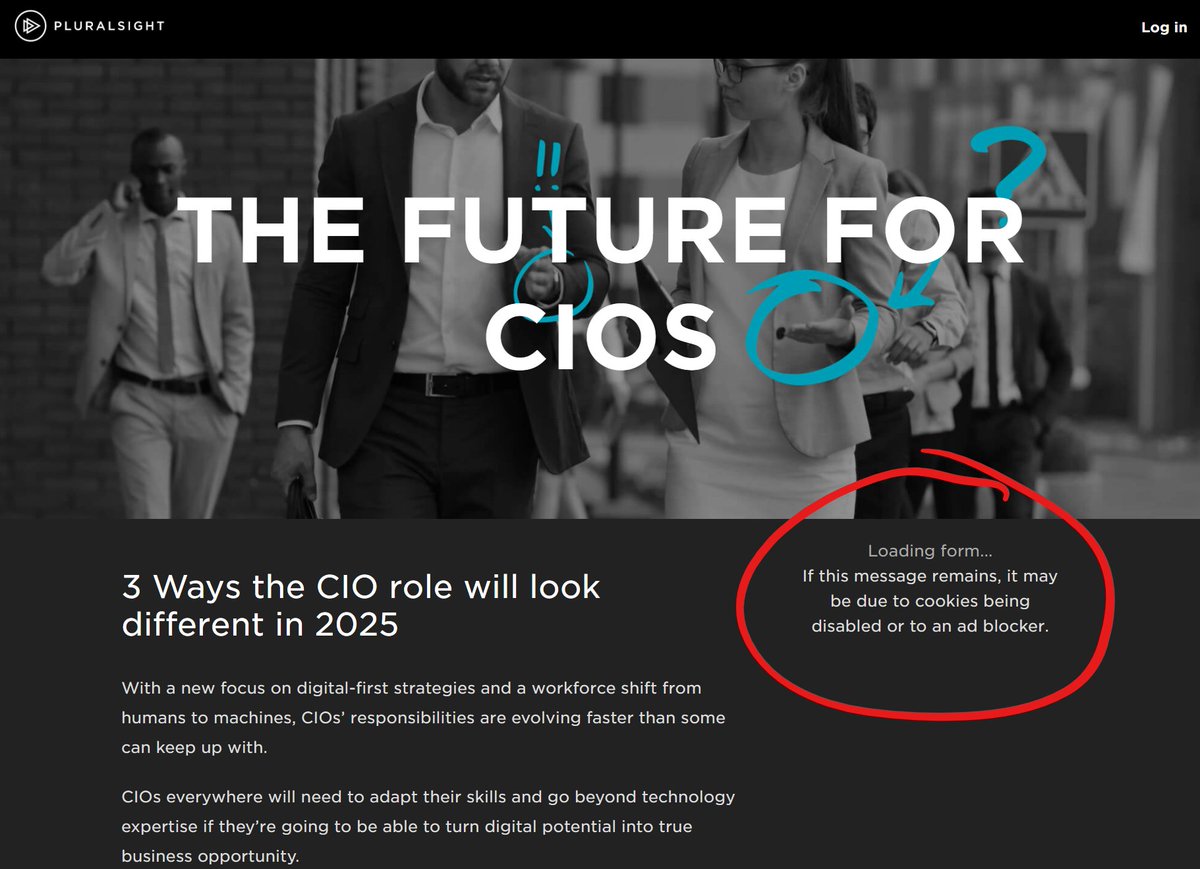 PLURALSIGHT
Log in
!!
?
THE FUTURE FOR
CIOS
3 Ways the CIO role will look
different in 2025
With a new focus on digital-first strategies and a workforce shift from
humans to machines, CIOs’ responsibilities are evolving faster than some
can keep up with.
CIOs everywhere will need to adapt their skills and go beyond technology
expertise if they’re going to be able to turn digital potential into true
business opportunity.
Loading form...
If this message remains, it may
be due to cookies being
disabled or to an ad blocker.